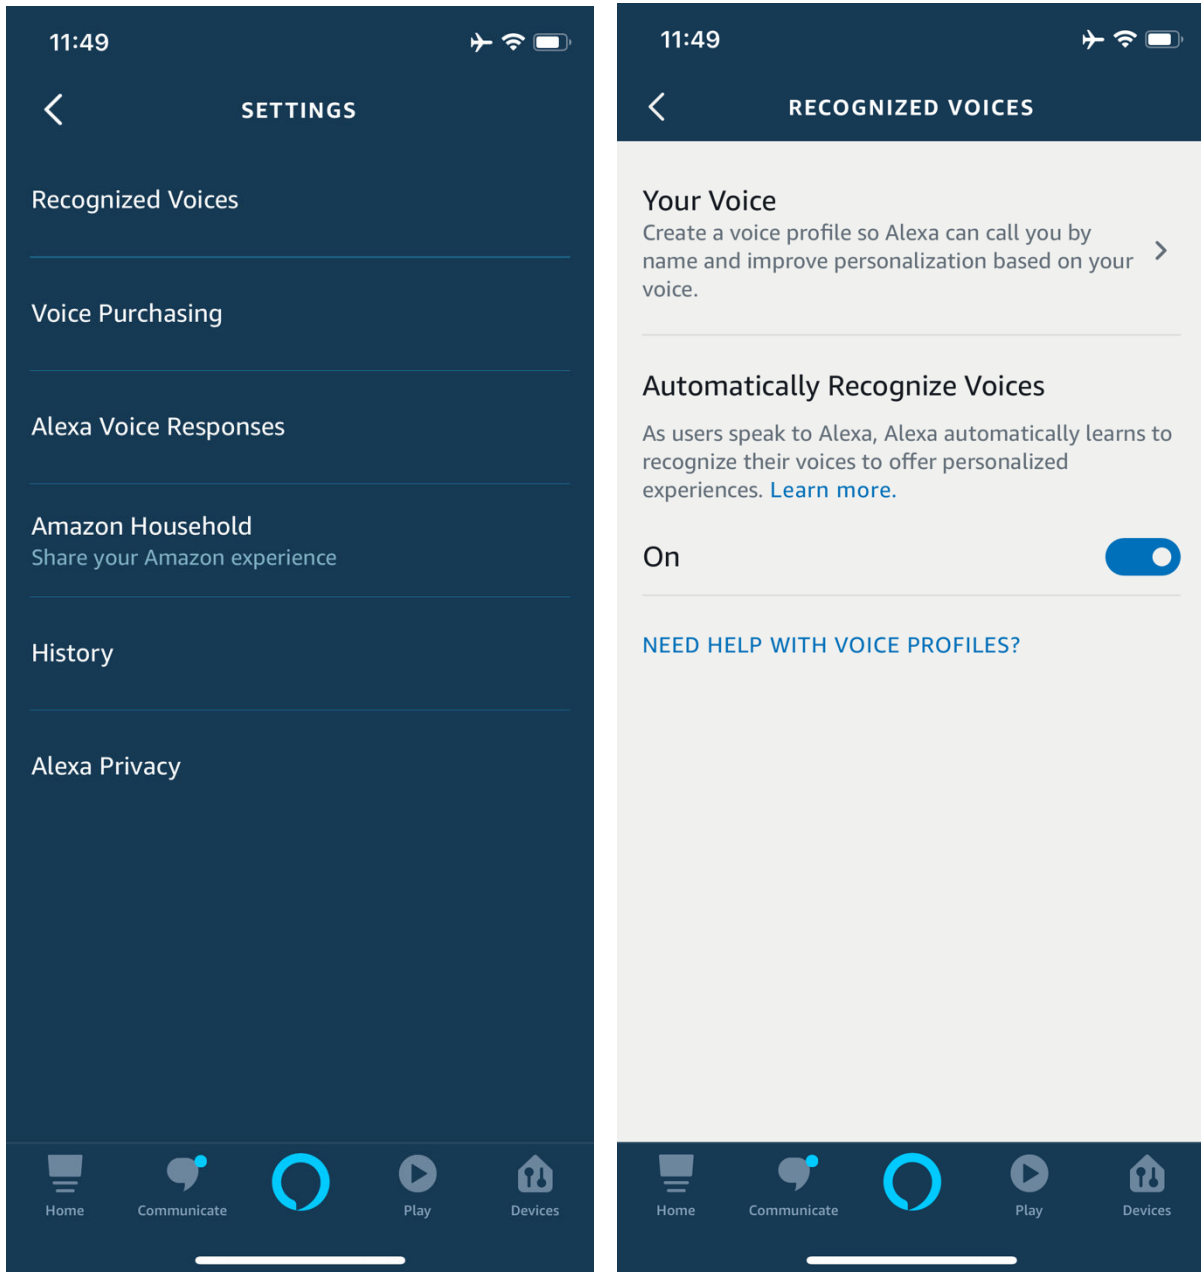 11:49
SETTINGS
Recognized Voices
Voice Purchasing
Alexa Voice Responses
Amazon Household
Share your Amazon experience
History
Alexa Privacy
Home
Communicate
Play
Devices
11:49
RECOGNIZED VOICES
Your Voice
Create a voice profile so Alexa can call you by
name and improve personalization based on your
voice.
Automatically Recognize Voices
As users speak to Alexa, Alexa automatically learns to
recognize their voices to offer personalized
experiences. Learn more.
On
NEED HELP WITH VOICE PROFILES?
Home
Communicate
Play
Devices